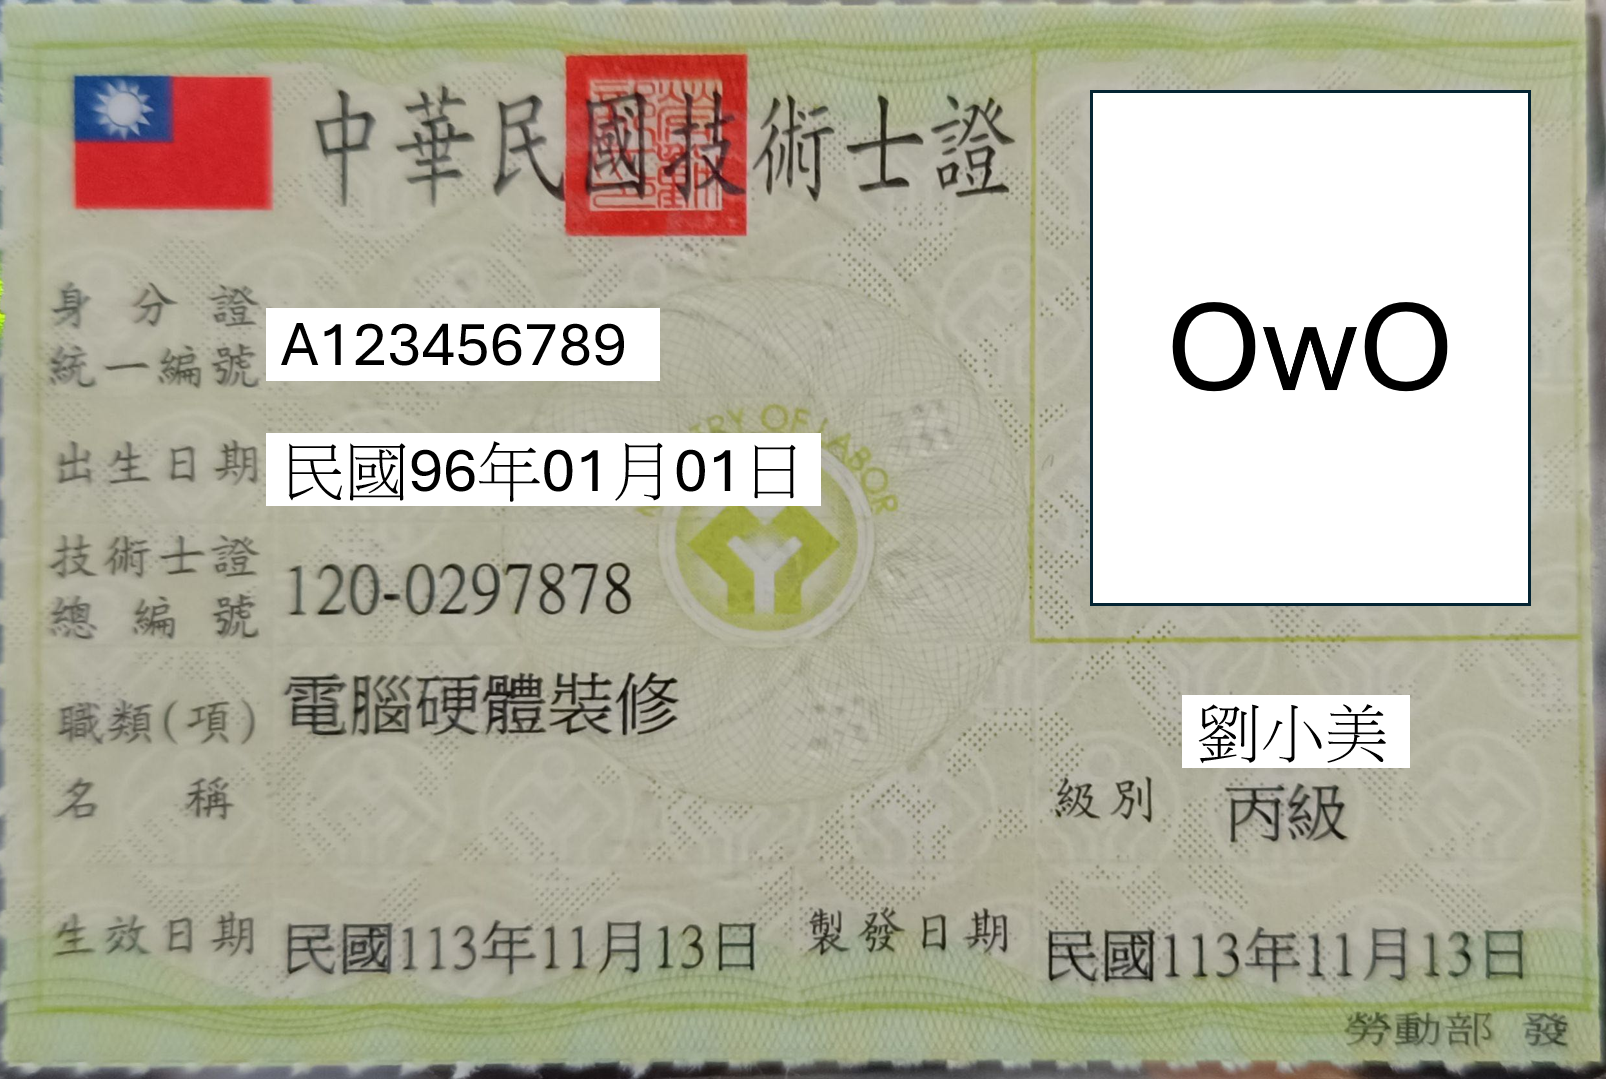 中華民國技術士證
OwO
身分證
統一編號 A123456789
出生日期 民國96年01月01日
技術士證
總編號 120-0297878
職類(項)
名稱 電腦硬體裝修
劉小美
級別 丙級
生效日期 民國113年11月13日 製發日期 民國113年11月13日
勞動部 發